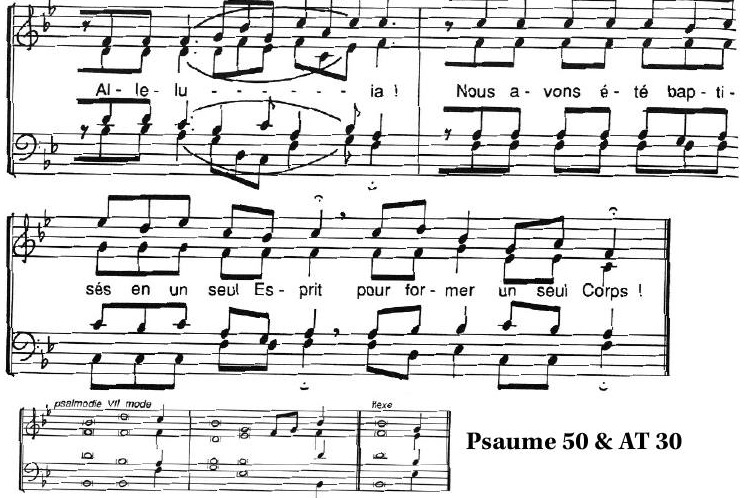 Al - le - lu - - - - - - ia ! Nous a - vons é - té bap - ti -
sés en un seul Es - prit pour for - mer un seul Corps !
psalmodie VII mode flexe
Psaume 50 & AT 30